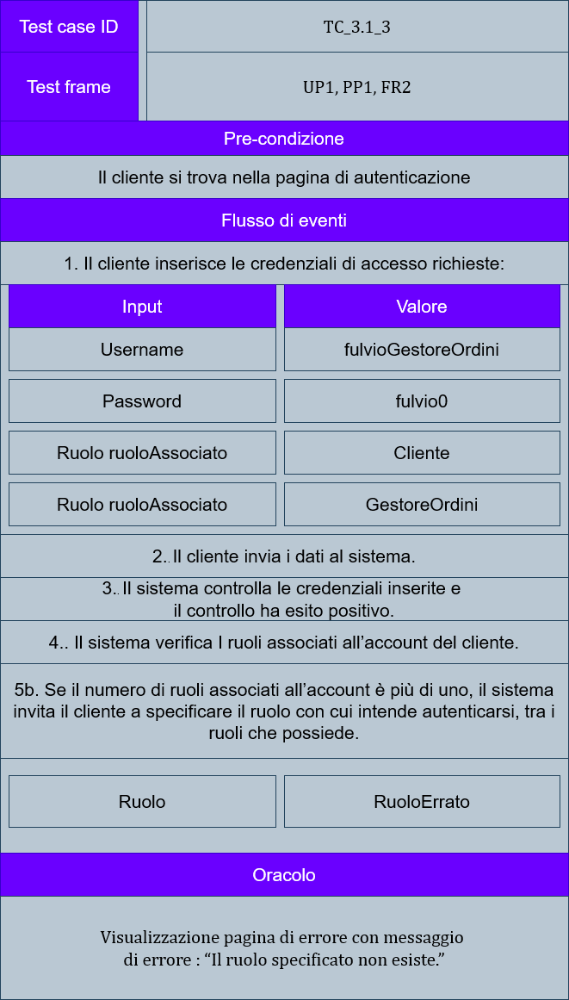 Test case ID
TC_3.1_3
Test frame
UP1, PP1, FR2
Pre-condizione
Il cliente si trova nella pagina di autenticazione
Flusso di eventi
1. Il cliente inserisce le credenziali di accesso richieste:
Input
Valore
Username
fulvioGestoreOrdini
Password
fulvio0
Ruolo ruoloAssociato
Cliente
Ruolo ruoloAssociato
GestoreOrdini
2.. Il cliente invia i dati al sistema.
3.. Il sistema controlla le credenziali inserite e
il controllo ha esito positivo.
4.. Il sistema verifica I ruoli associati all’account del cliente.
5b. Se il numero di ruoli associati all’account è più di uno, il sistema
invita il cliente a specificare il ruolo con cui intende autenticarsi, tra i
ruoli che possiede.
Ruolo
RuoloErrato
Oracolo
Visualizzazione pagina di errore con messaggio
di errore : “Il ruolo specificato non esiste.”